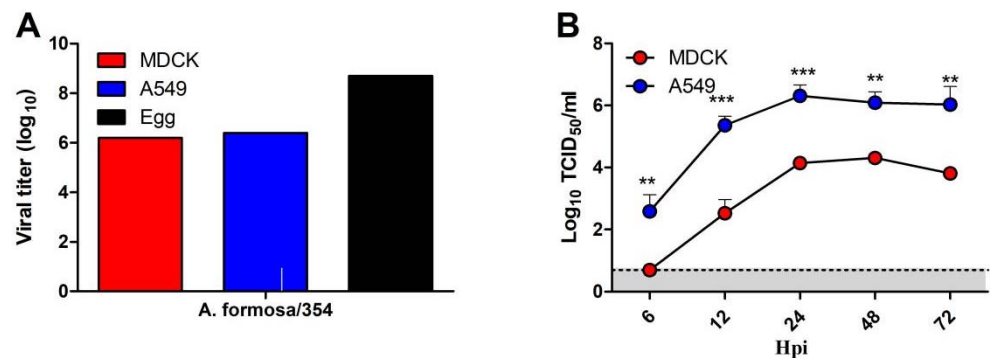 A
Viral titer (log10)
10
8
6
4
2
0
MDCK
A549
Egg
A. formosa/354
B
Log10 TCID50/ml
8
6
4
2
0
MDCK
A549
**
***
***
**
**
6
12
24
48
72
Hpi